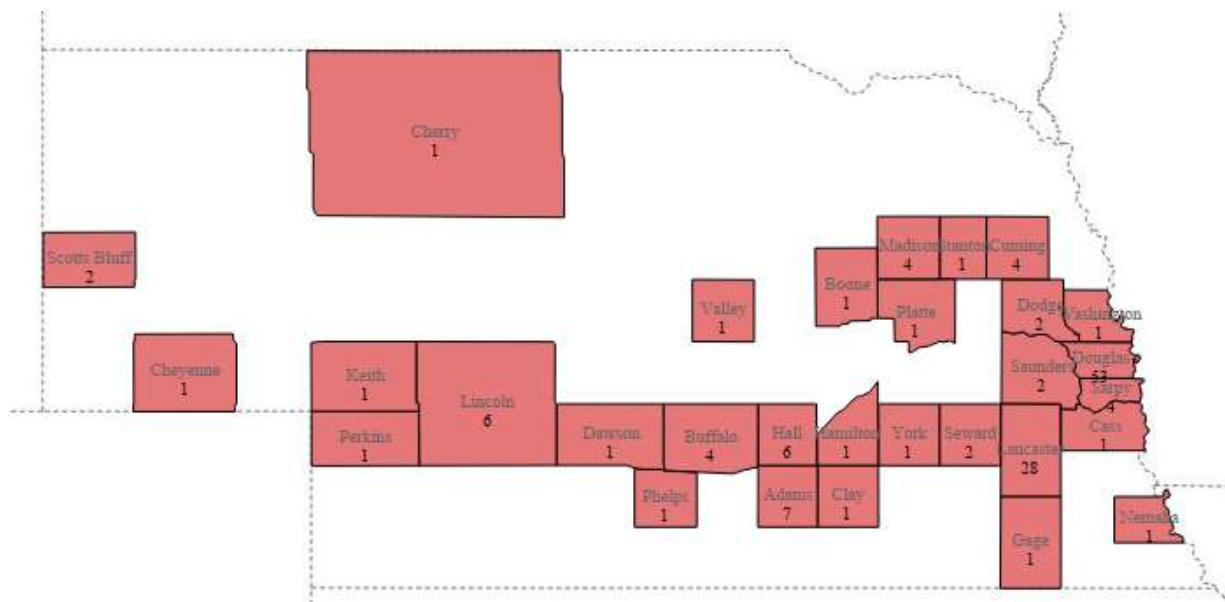 Cherry
1
Scotts Bluff
2
Madison
4
Stanton
1
Cuming
4
Boone
1
Valley
1
Platte
1
Dodge
2
Washington
1
Cheyenne
1
Keith
1
Lincoln
6
Saunders
2
Douglas
53
Sarpy
4
Perkins
1
Dawson
1
Buffalo
4
Hall
6
Hamilton
1
York
1
Seward
2
Lancaster
28
Cass
1
Phelps
1
Adams
7
Clay
1
Gage
1
Nemaha
1